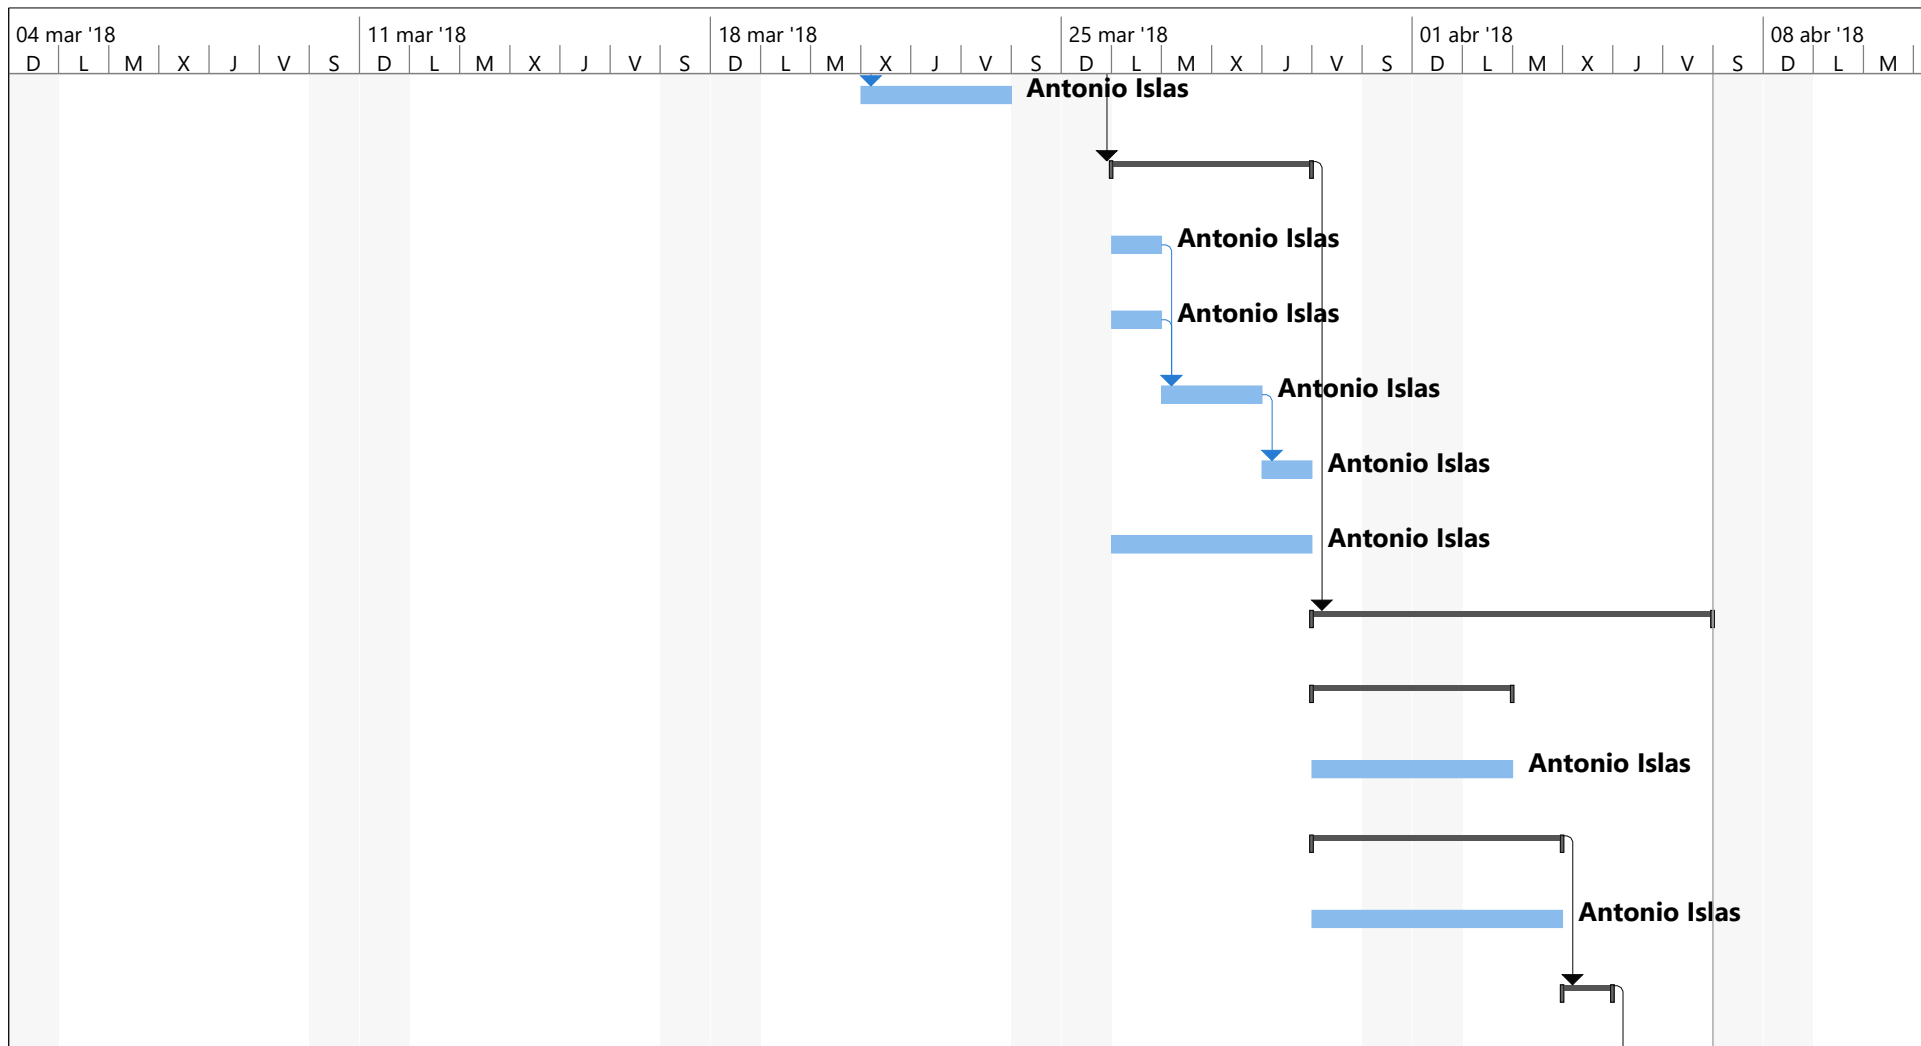 04 mar '18 11 mar '18 18 mar '18 25 mar '18 01 abr '18 08 abr '18
D L M X J V S D L M X J V S D L M X J V S D L M X J V S D L M X J V S D L M
Antonio Islas
Antonio Islas
Antonio Islas
Antonio Islas
Antonio Islas
Antonio Islas
Antonio Islas
Antonio Islas